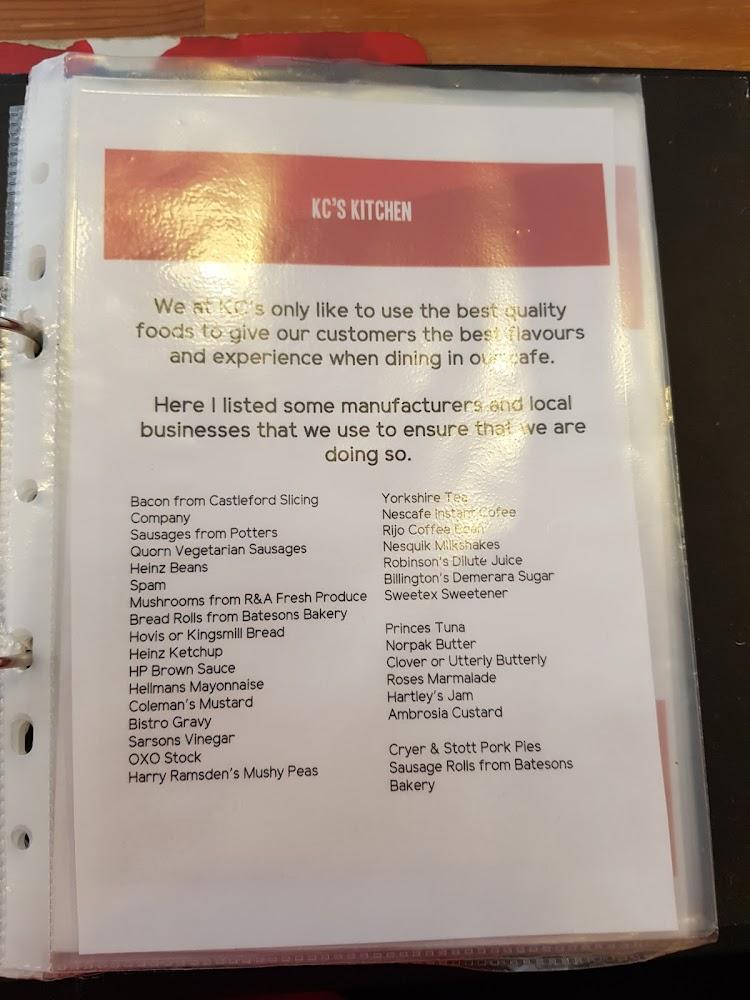 KC'S KITCHEN
We at KC's only like to use the best quality
foods to give our customers the best flavours
and experience when dining in our cafe.
Here I listed some manufacturers and local
businesses that we use to ensure that we are
doing so.
Bacon from Castleford Slicing
Company
Sausages from Potters
Quorn Vegetarian Sausages
Heinz Beans
Spam
Mushrooms from R&A Fresh Produce
Bread Rolls from Batesons Bakery
Hovis or Kingsmill Bread
Heinz Ketchup
HP Brown Sauce
Hellmans Mayonnaise
Coleman's Mustard
Bistro Gravy
Sarsons Vinegar
OXO Stock
Harry Ramsden's Mushy Peas
Yorkshire Tea
Nescafe Instant Cofee
Rijo Coffee Bean
Nesquik Milkshakes
Robinson's Dilute Juice
Billington's Demerara Sugar
Sweetex Sweetener
Princes Tuna
Norpak Butter
Clover or Utterly Butterly
Roses Marmalade
Hartley's Jam
Ambrosia Custard
Cryer & Stott Pork Pies
Sausage Rolls from Batesons
Bakery